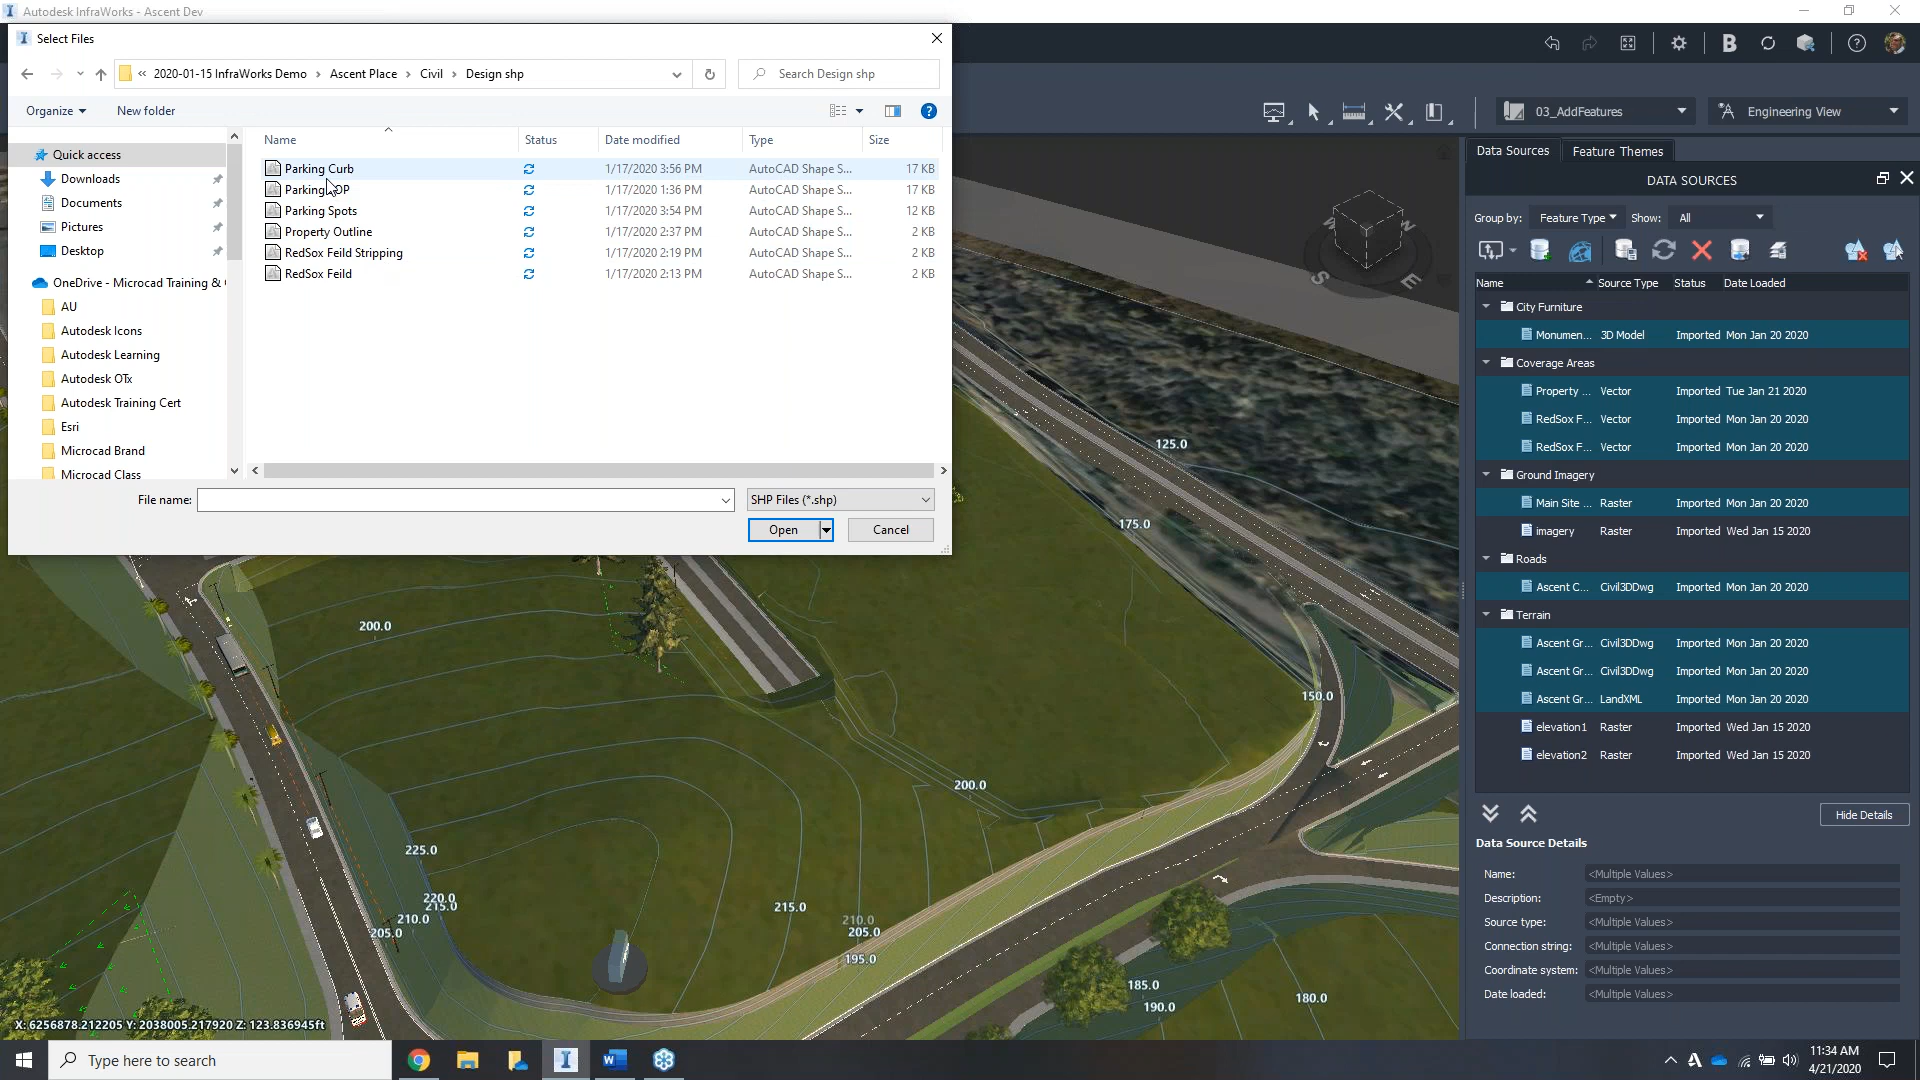 Autodesk InfraWorks - Ascent Dev
Select Files
« 2020-01-15 InfraWorks Demo › Ascent Place › Civil › Design shp
Search Design shp
Organize
New folder
Name Status Date modified Type Size
Parking Curb 1/17/2020 3:56 PM AutoCAD Shape S... 17 KB
1/17/2020 1:36 PM AutoCAD Shape S... 17 KB
Parking Spots 1/17/2020 3:54 PM AutoCAD Shape S... 12 KB
Property Outline 1/17/2020 2:37 PM AutoCAD Shape S... 2 KB
RedSox Feild Stripping 1/17/2020 2:19 PM AutoCAD Shape S... 2 KB
RedSox Feild 1/17/2020 2:13 PM AutoCAD Shape S... 2 KB
Quick access
Downloads
Documents
Pictures
Desktop
OneDrive - Microcad Training &
AU
Autodesk Icons
Autodesk Learning
Autodesk OTx
Autodesk Training Cert
Esri
Microcad Brand
Microcad Class
File name:
SHP Files (*.shp)
Open
Cancel
03_AddFeatures
Engineering View
Data Sources
Feature Themes
DATA SOURCES
Group by: Feature Type Show: All
Name Source Type Status Date Loaded
City Furniture
Monumen... 3D Model Imported Mon Jan 20 2020
Coverage Areas
Property ... Vector Imported Tue Jan 21 2020
RedSox F... Vector Imported Mon Jan 20 2020
RedSox F... Vector Imported Mon Jan 20 2020
Ground Imagery
Main Site ... Raster Imported Mon Jan 20 2020
imagery Raster Imported Wed Jan 15 2020
Roads
Ascent C... Civil3DDwg Imported Mon Jan 20 2020
Terrain
Ascent Gr... Civil3DDwg Imported Mon Jan 20 2020
Ascent Gr... Civil3DDwg Imported Mon Jan 20 2020
Ascent Gr... LandXML Imported Mon Jan 20 2020
elevation1 Raster Imported Wed Jan 15 2020
elevation2 Raster Imported Wed Jan 15 2020
Hide Details
Data Source Details
Name: <Multiple Values>
Description: <Empty>
Source type: <Multiple Values>
Connection string: <Multiple Values>
Coordinate system: <Multiple Values>
Date loaded: <Multiple Values>
W N
S E
125.0
175.0
200.0
150.0
200.0
225.0
220.0
215.0
210.0
205.0
215.0
210.0
205.0
195.0
185.0
190.0
180.0
X: 6256878.212205 Y: 2038005.217920 Z: 123.836945ft
Type here to search
11:34 AM
4/21/2020